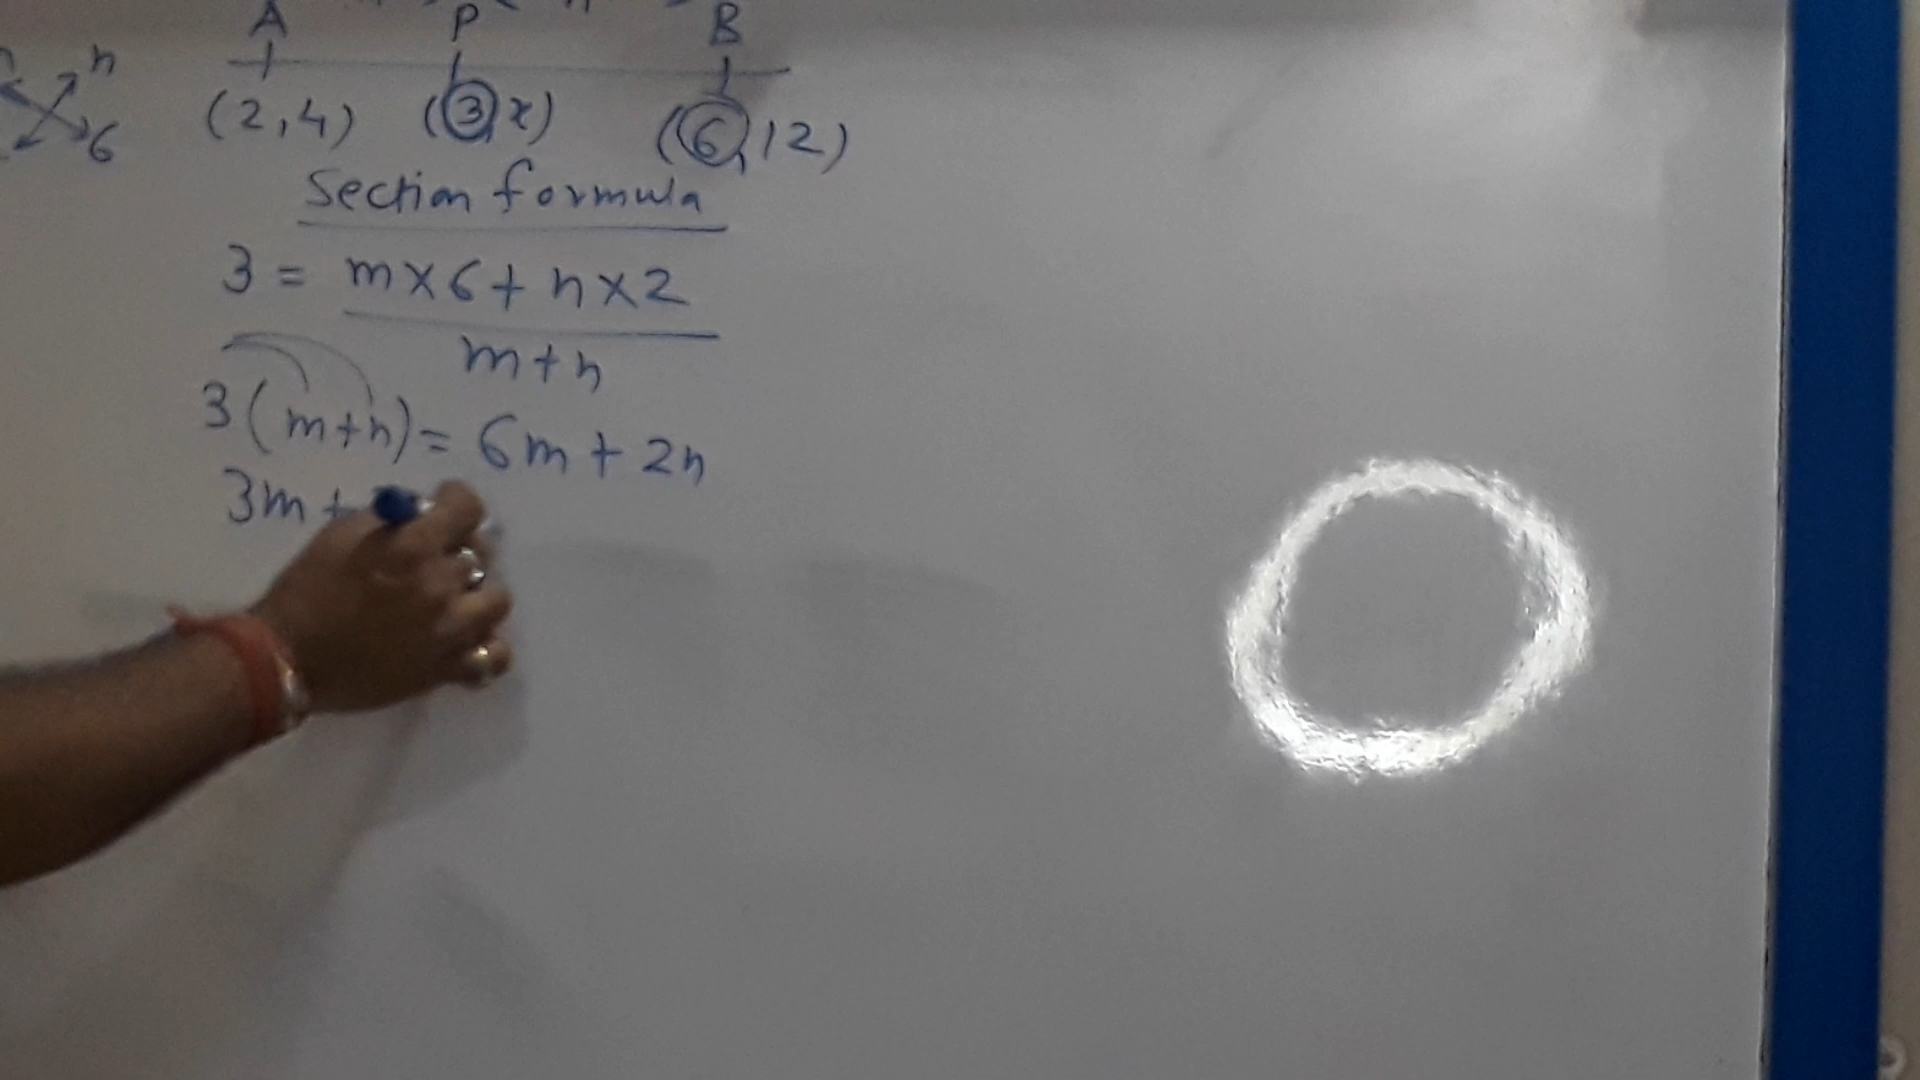 A P B
n
6
(2,4) (3,x) (6,12)
Section formula
3 = m×6+n×2
m+n
3(m+n)= 6m+2n
3m+